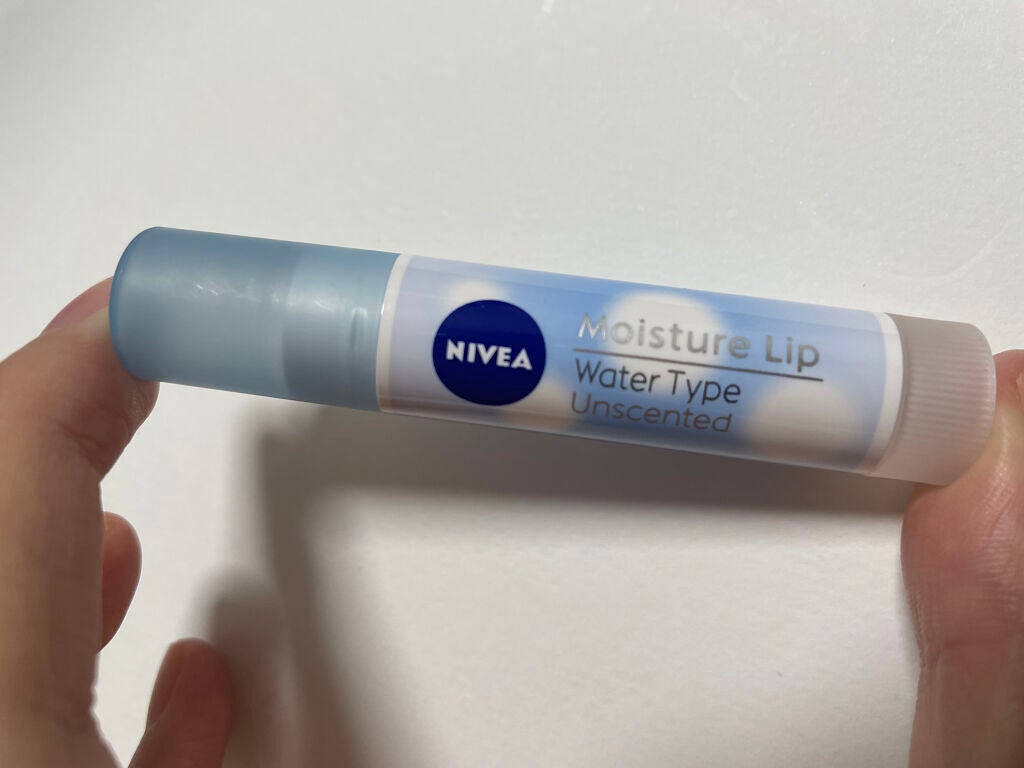 NIVEA
Moisture Lip
Water Type
Unscented